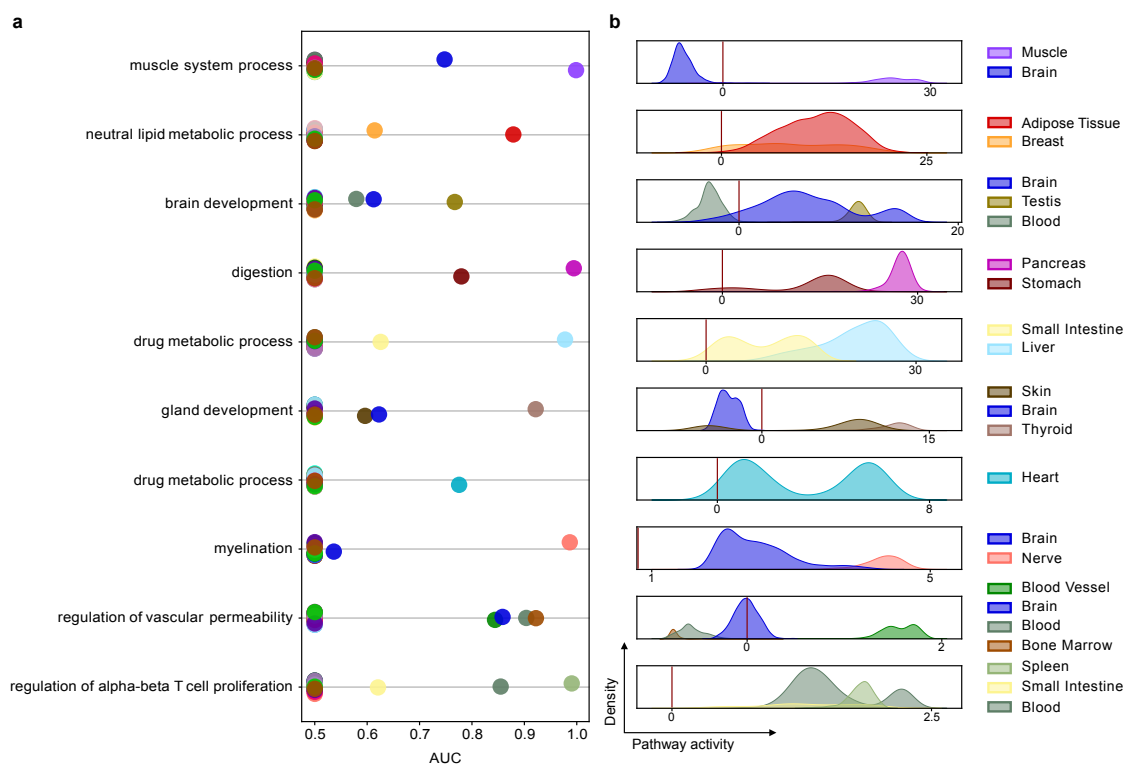 a
b
muscle system process
neutral lipid metabolic process
brain development
digestion
drug metabolic process
gland development
drug metabolic process
myelination
regulation of vascular permeability
regulation of alpha-beta T cell proliferation
0.5 0.6 0.7 0.8 0.9 1.0
AUC
0 30
Muscle
Brain
0 25
Adipose Tissue
Breast
0 20
Brain
Testis
Blood
0 30
Pancreas
Stomach
0 30
Small Intestine
Liver
0 15
Skin
Brain
Thyroid
0 8
Heart
1 5
Brain
Nerve
0 2
Blood Vessel
Brain
Blood
Bone Marrow
0 2.5
Spleen
Small Intestine
Blood
Density
Pathway activity